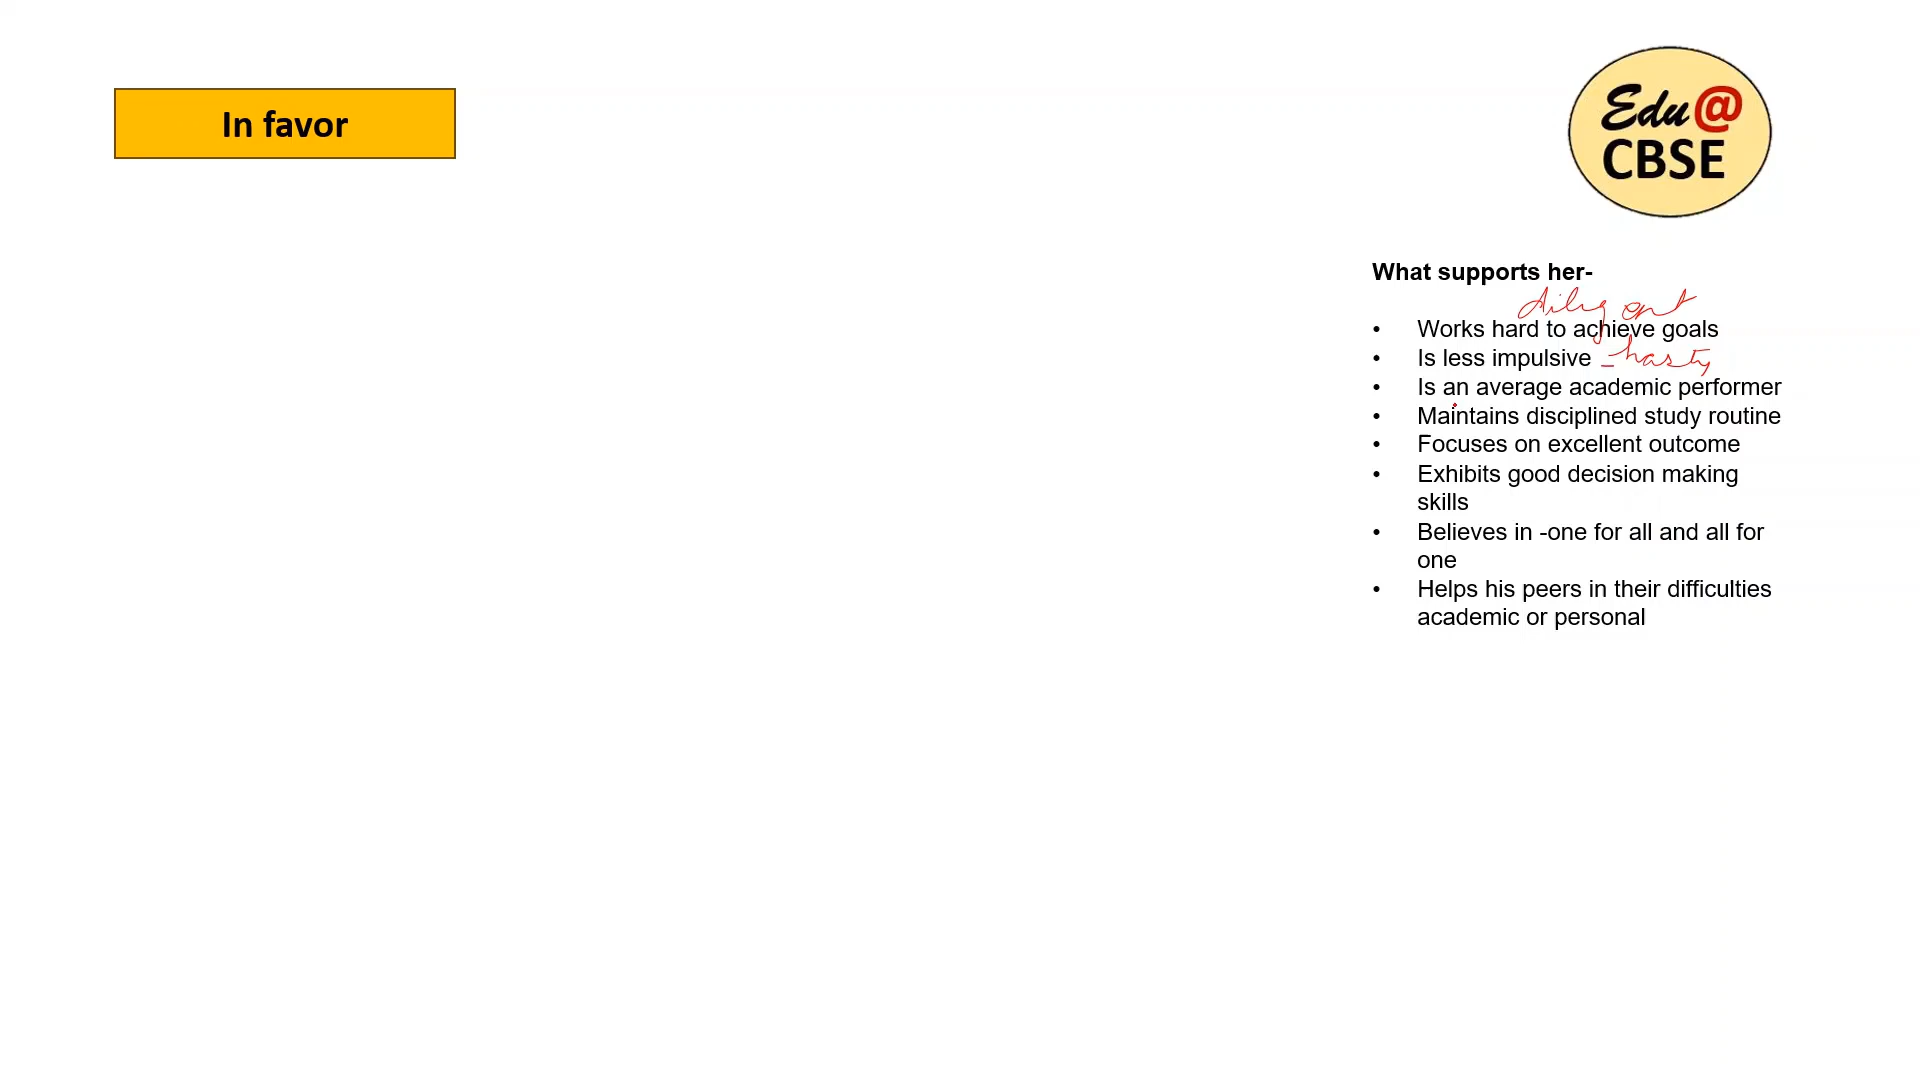 In favor
Edu@
CBSE
What supports her-
diligent
• Works hard to achieve goals
• Is less impulsive - hasty
• Is an average academic performer
• Maintains disciplined study routine
• Focuses on excellent outcome
• Exhibits good decision making
skills
• Believes in -one for all and all for
one
• Helps his peers in their difficulties
academic or personal